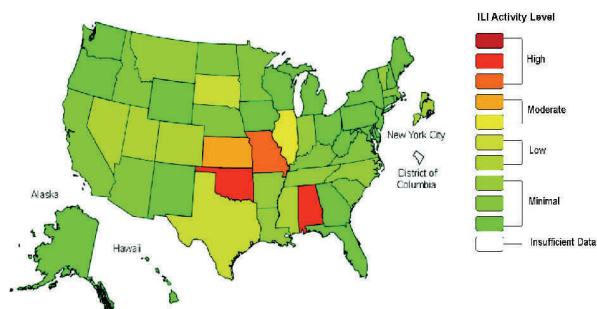 ILI Activity Level
High
Moderate
Low
Minimal
Insufficient Data
New York City
District of
Columbia
Alaska
Hawaii